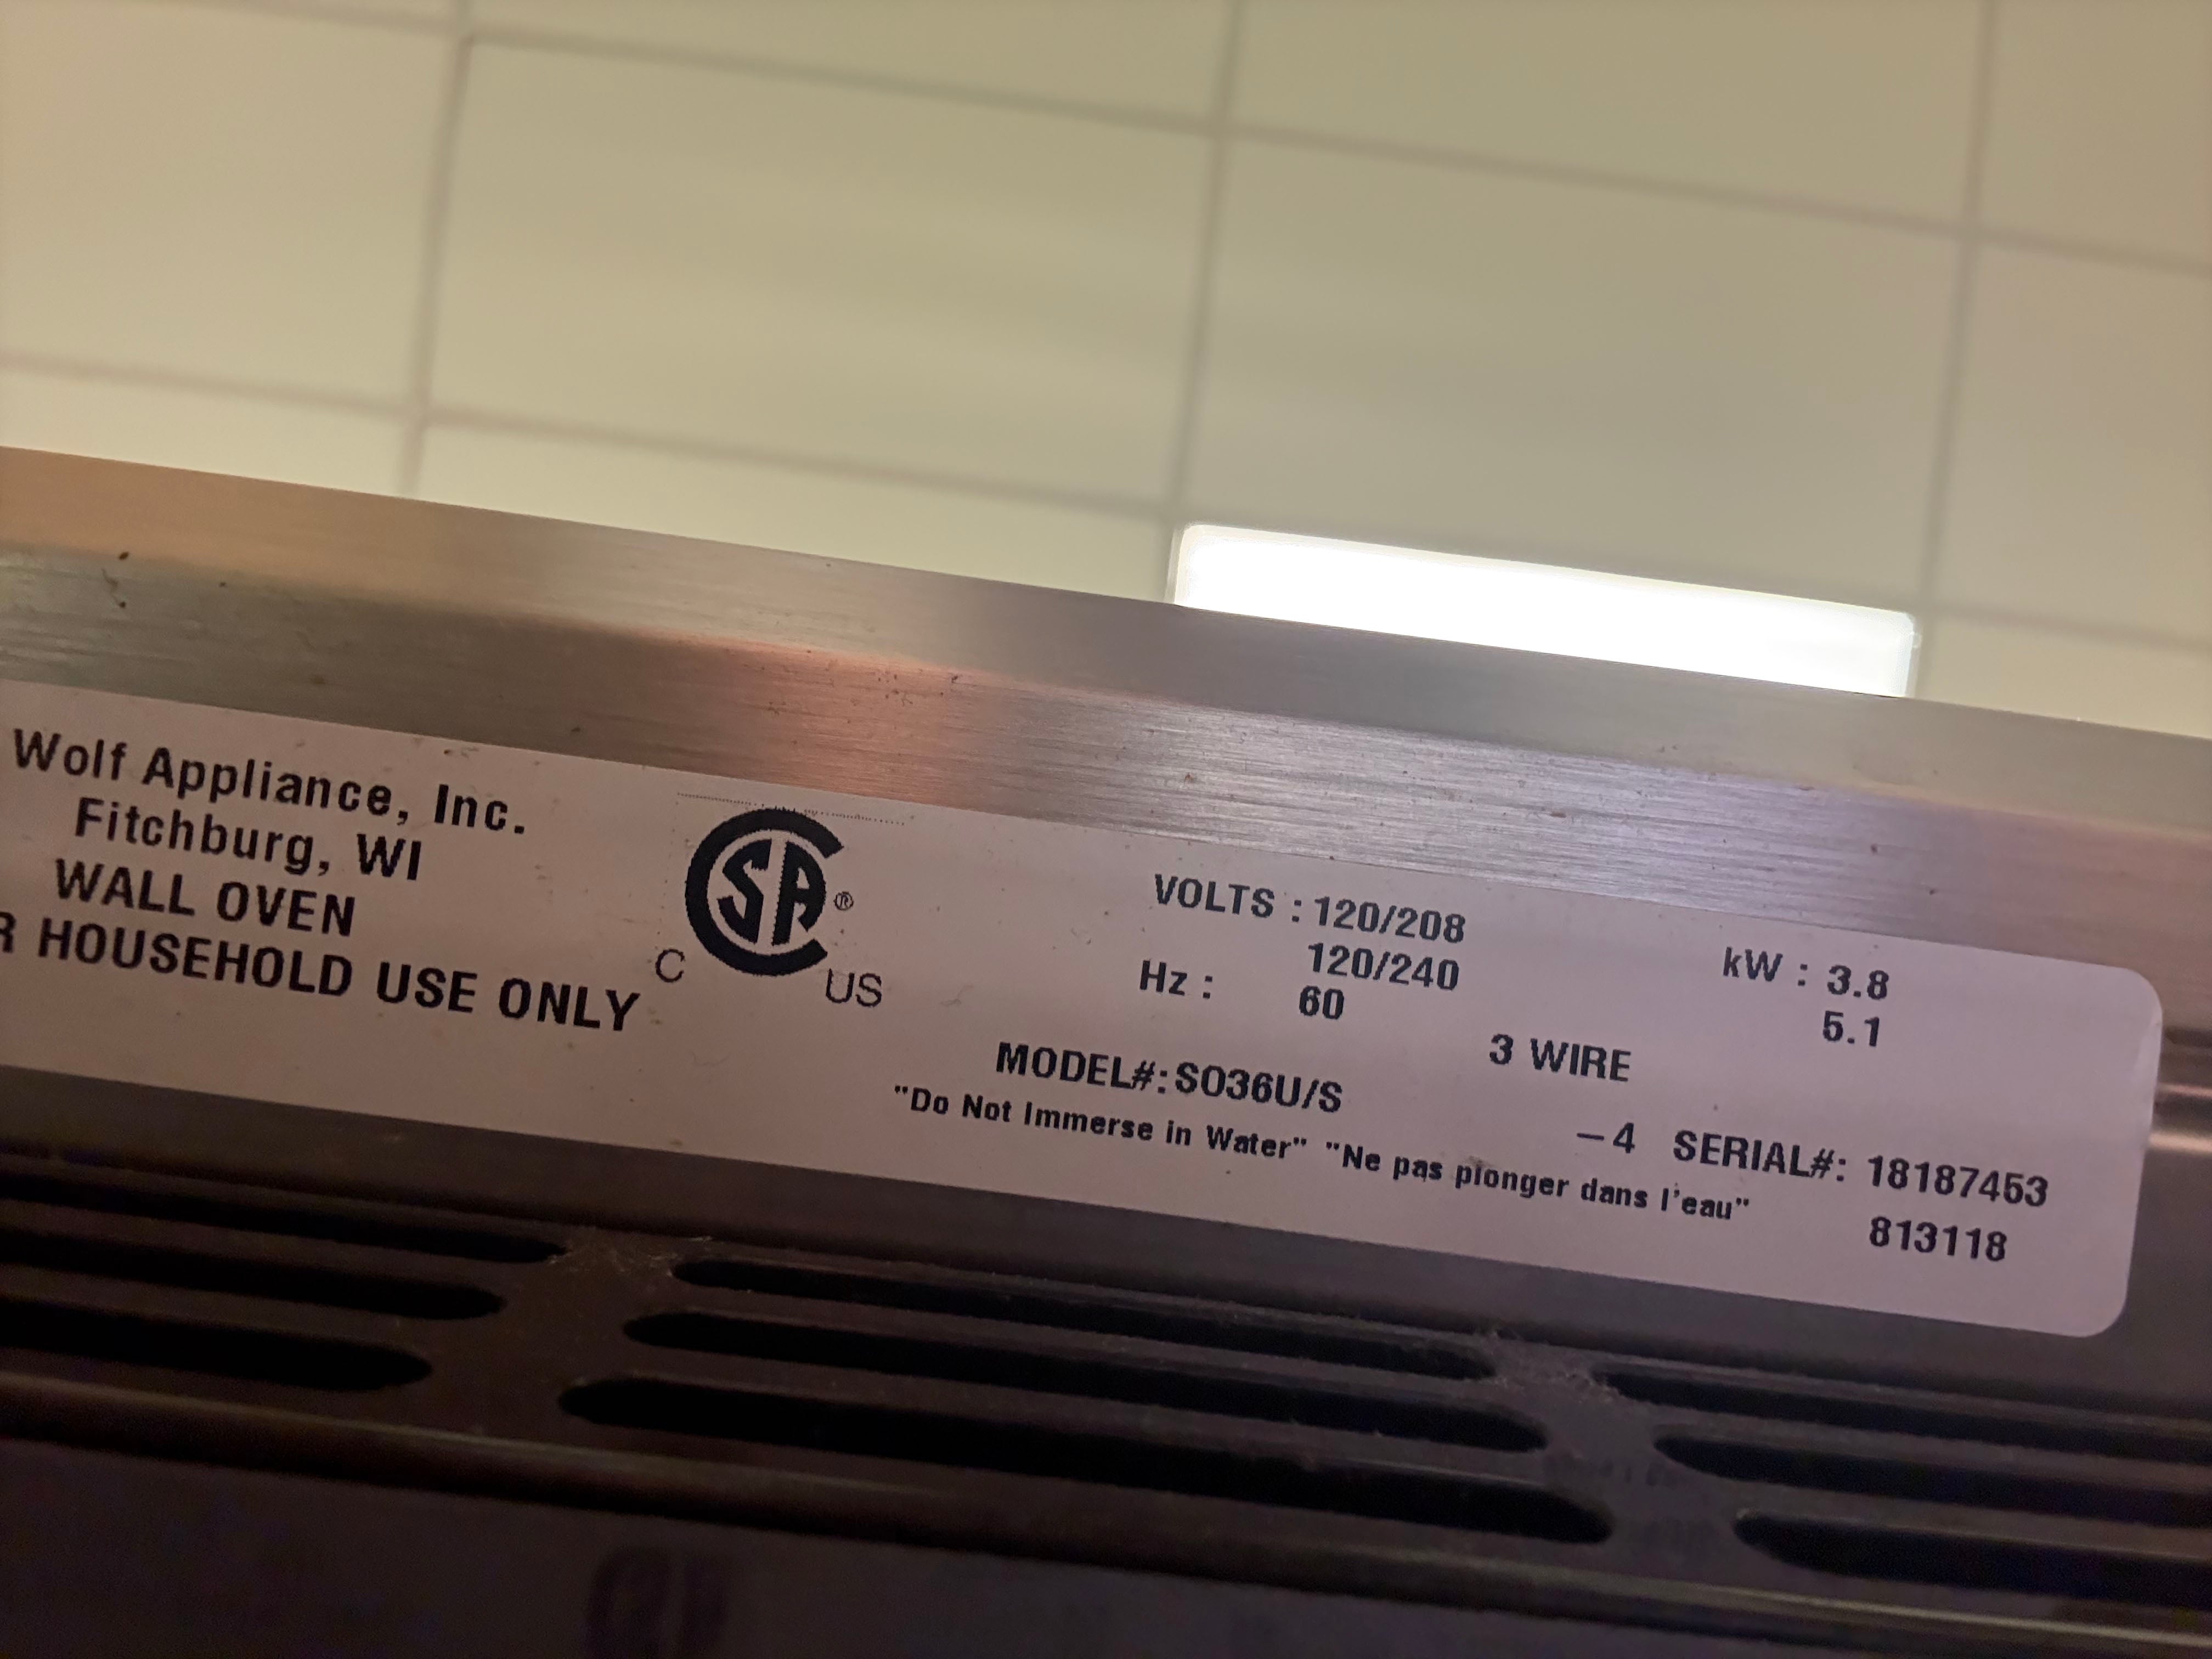 Wolf Appliance, Inc.
Fitchburg, WI
WALL OVEN
R HOUSEHOLD USE ONLY
C SA ® US
VOLTS : 120/208
120/240
Hz : 60
kW : 3.8
5.1
3 WIRE
MODEL#: SO36U/S
–4 SERIAL#: 18187453
813118
"Do Not Immerse in Water" "Ne pas plonger dans l'eau"